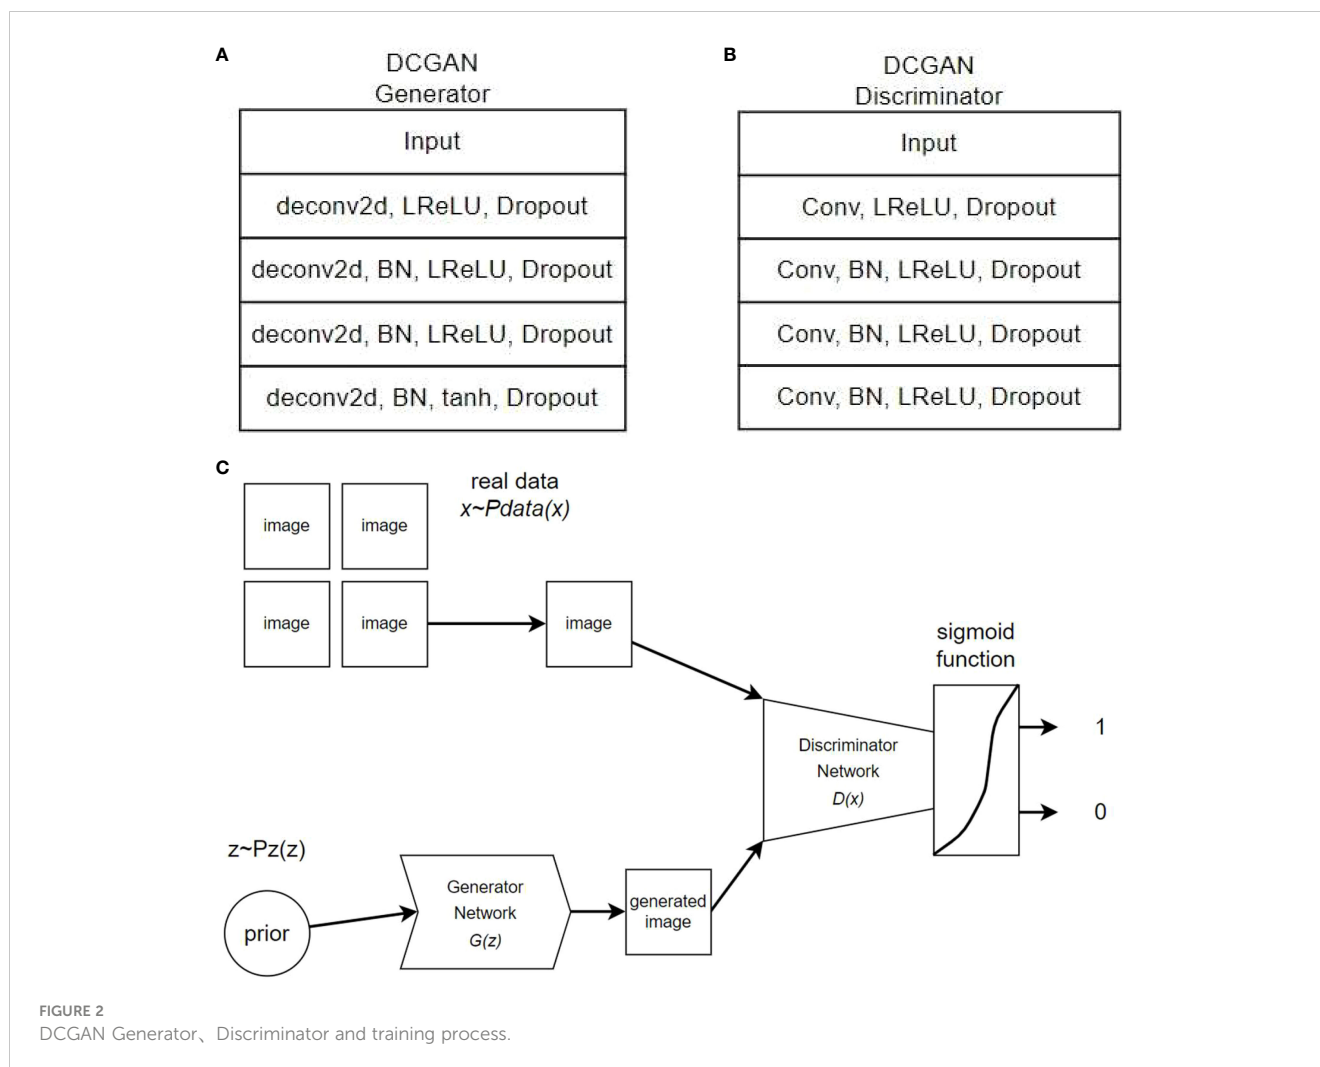 A
DCGAN
Generator
Input
deconv2d, LReLU, Dropout
deconv2d, BN, LReLU, Dropout
deconv2d, BN, LReLU, Dropout
deconv2d, BN, tanh, Dropout
B
DCGAN
Discriminator
Input
Conv, LReLU, Dropout
Conv, BN, LReLU, Dropout
Conv, BN, LReLU, Dropout
Conv, BN, LReLU, Dropout
C
real data
x~Pdata(x)
image
image
image
image
image
sigmoid
function
Discriminator
Network
D(x)
1
0
z~Pz(z)
prior
Generator
Network
G(z)
generated
image
FIGURE 2
DCGAN Generator、Discriminator and training process.